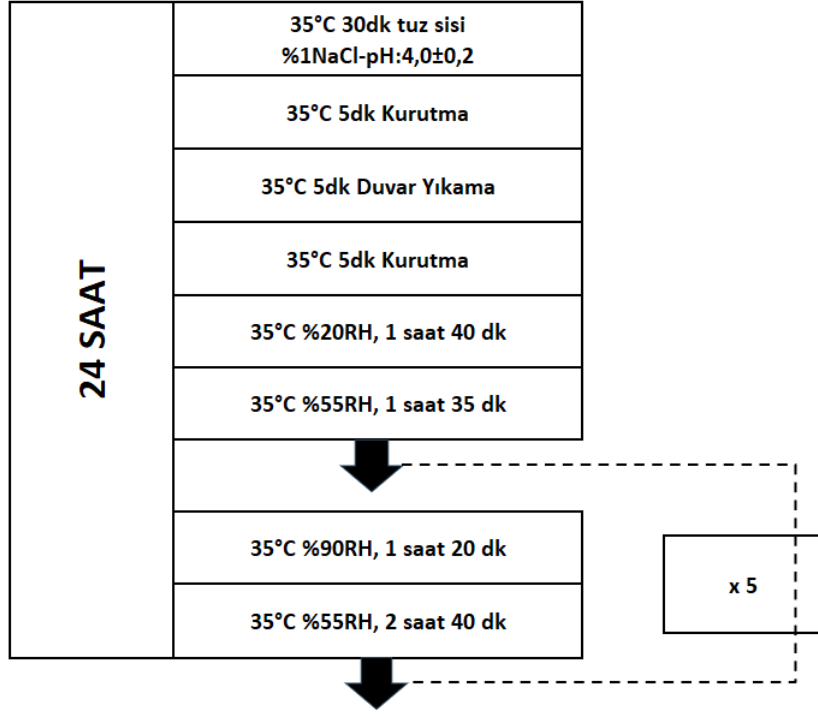 35°C 30dk tuz sisi
%1NaCl-pH:4,0±0,2
35°C 5dk Kurutma
35°C 5dk Duvar Yıkama
35°C 5dk Kurutma
24 SAAT
35°C %20RH, 1 saat 40 dk
35°C %55RH, 1 saat 35 dk
35°C %90RH, 1 saat 20 dk
x 5
35°C %55RH, 2 saat 40 dk